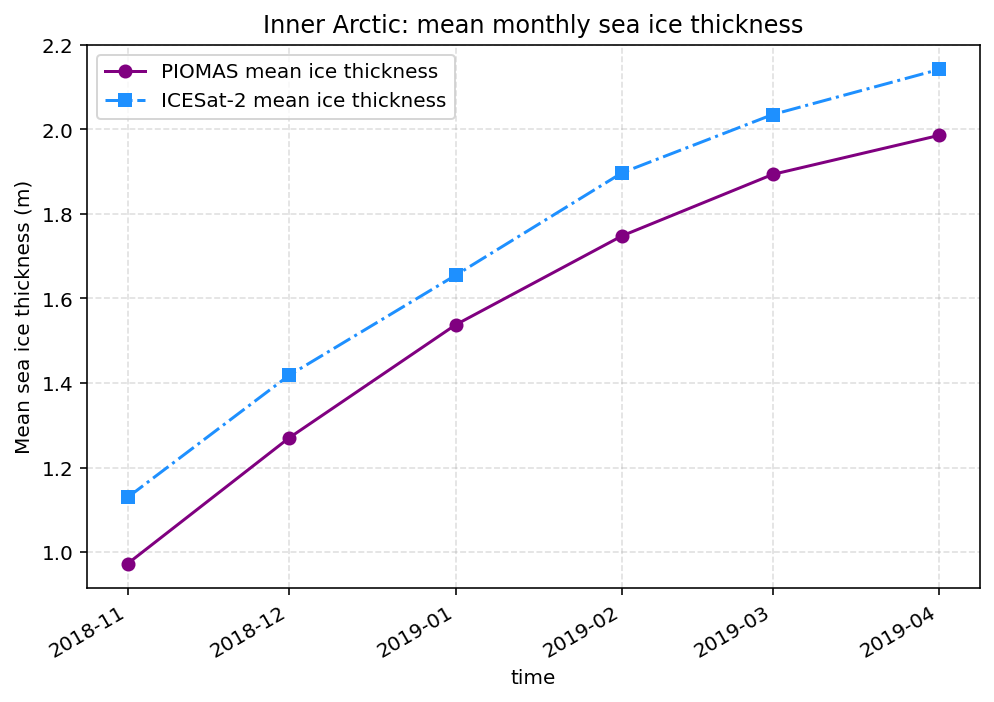 Inner Arctic: mean monthly sea ice thickness
PIOMAS mean ice thickness
ICESat-2 mean ice thickness
Mean sea ice thickness (m)
2.2
2.0
1.8
1.6
1.4
1.2
1.0
2018-11
2018-12
2019-01
2019-02
2019-03
2019-04
time